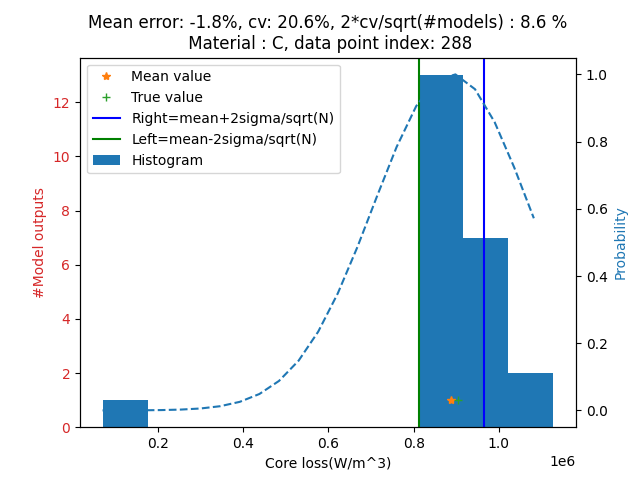 Mean error: -1.8%, cv: 20.6%, 2*cv/sqrt(#models) : 8.6 %
Material : C, data point index: 288
Mean value
True value
Right=mean+2sigma/sqrt(N)
Left=mean-2sigma/sqrt(N)
Histogram
#Model outputs
12
10
8
6
4
2
0
1.0
0.8
0.6
0.4
0.2
0.0
Probability
0.2
0.4
0.6
0.8
1.0
1e6
Core loss(W/m^3)